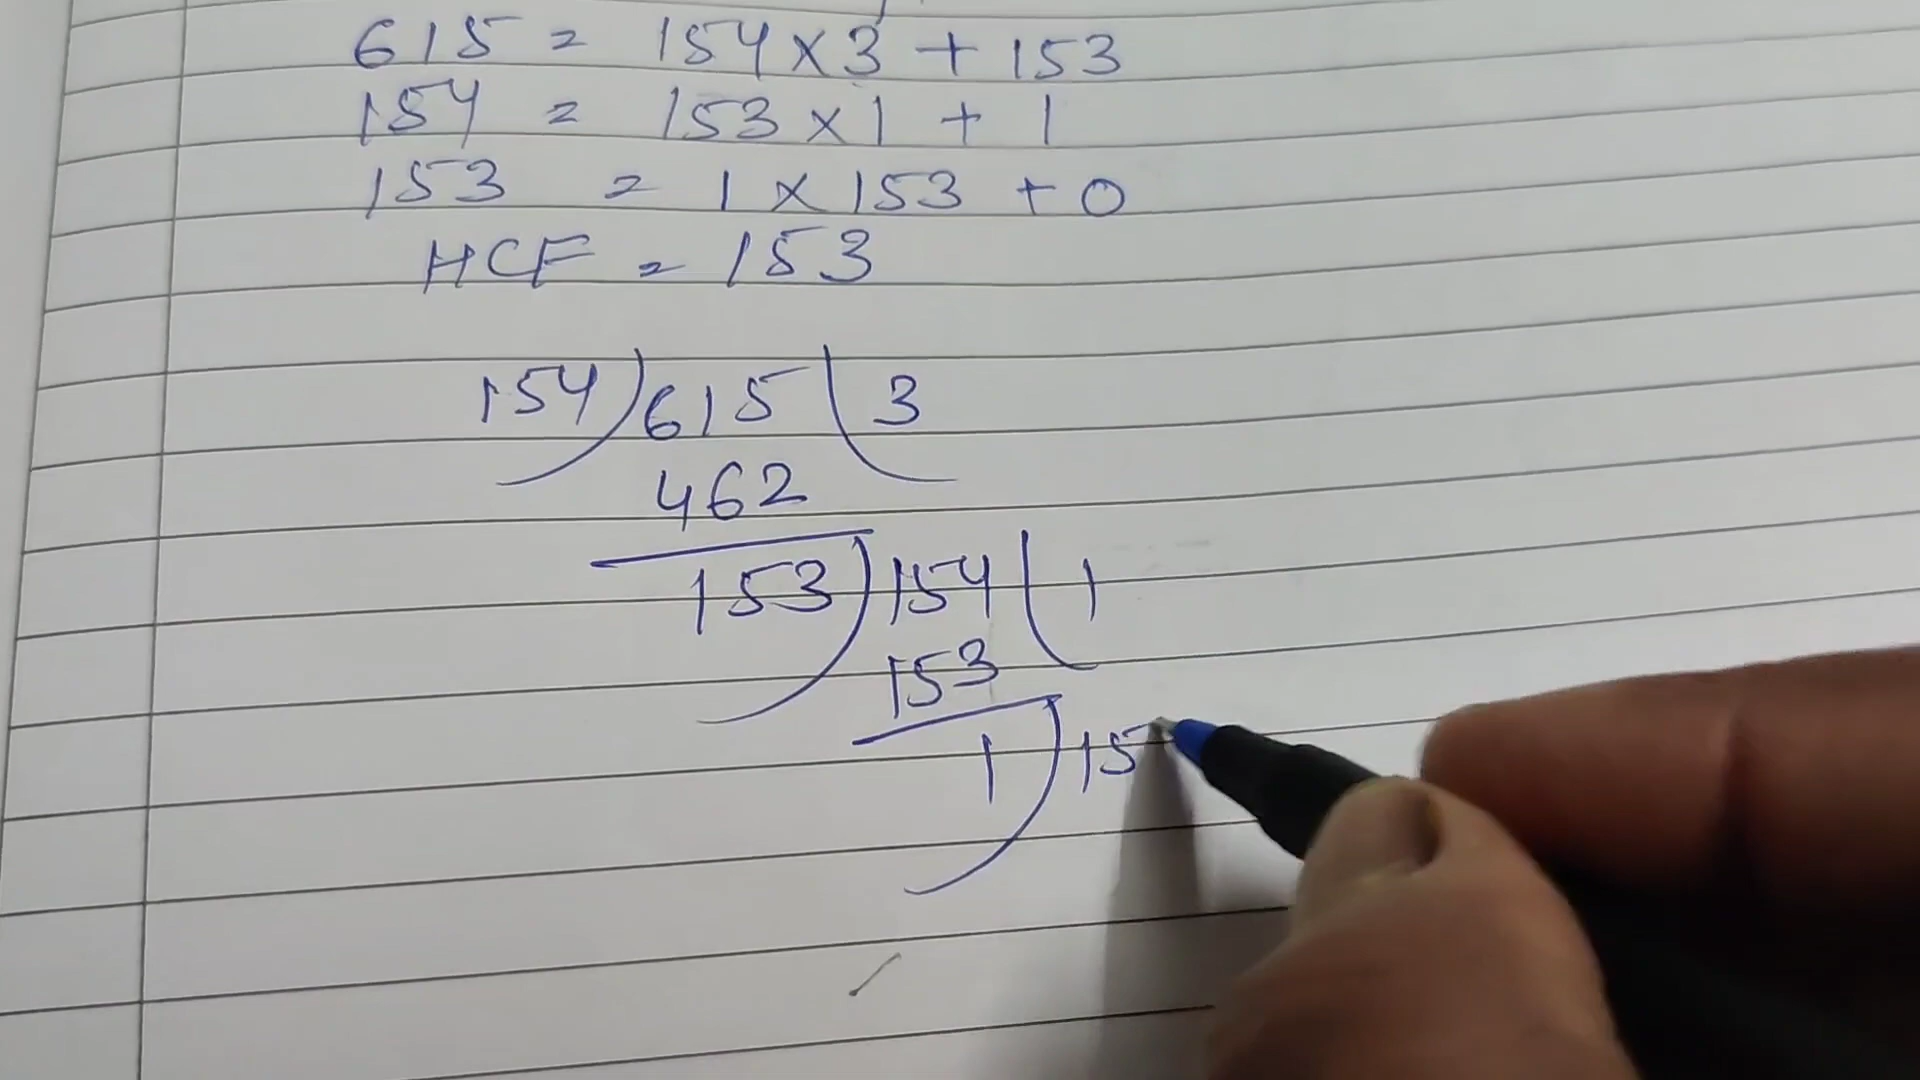 615 = 154 × 3 + 153
154 = 153 × 1 + 1
153 = 1 × 153 + 0
HCF = 153
154 ) 615 ( 3
462
153 ) 154 ( 1
153
1 ) 15